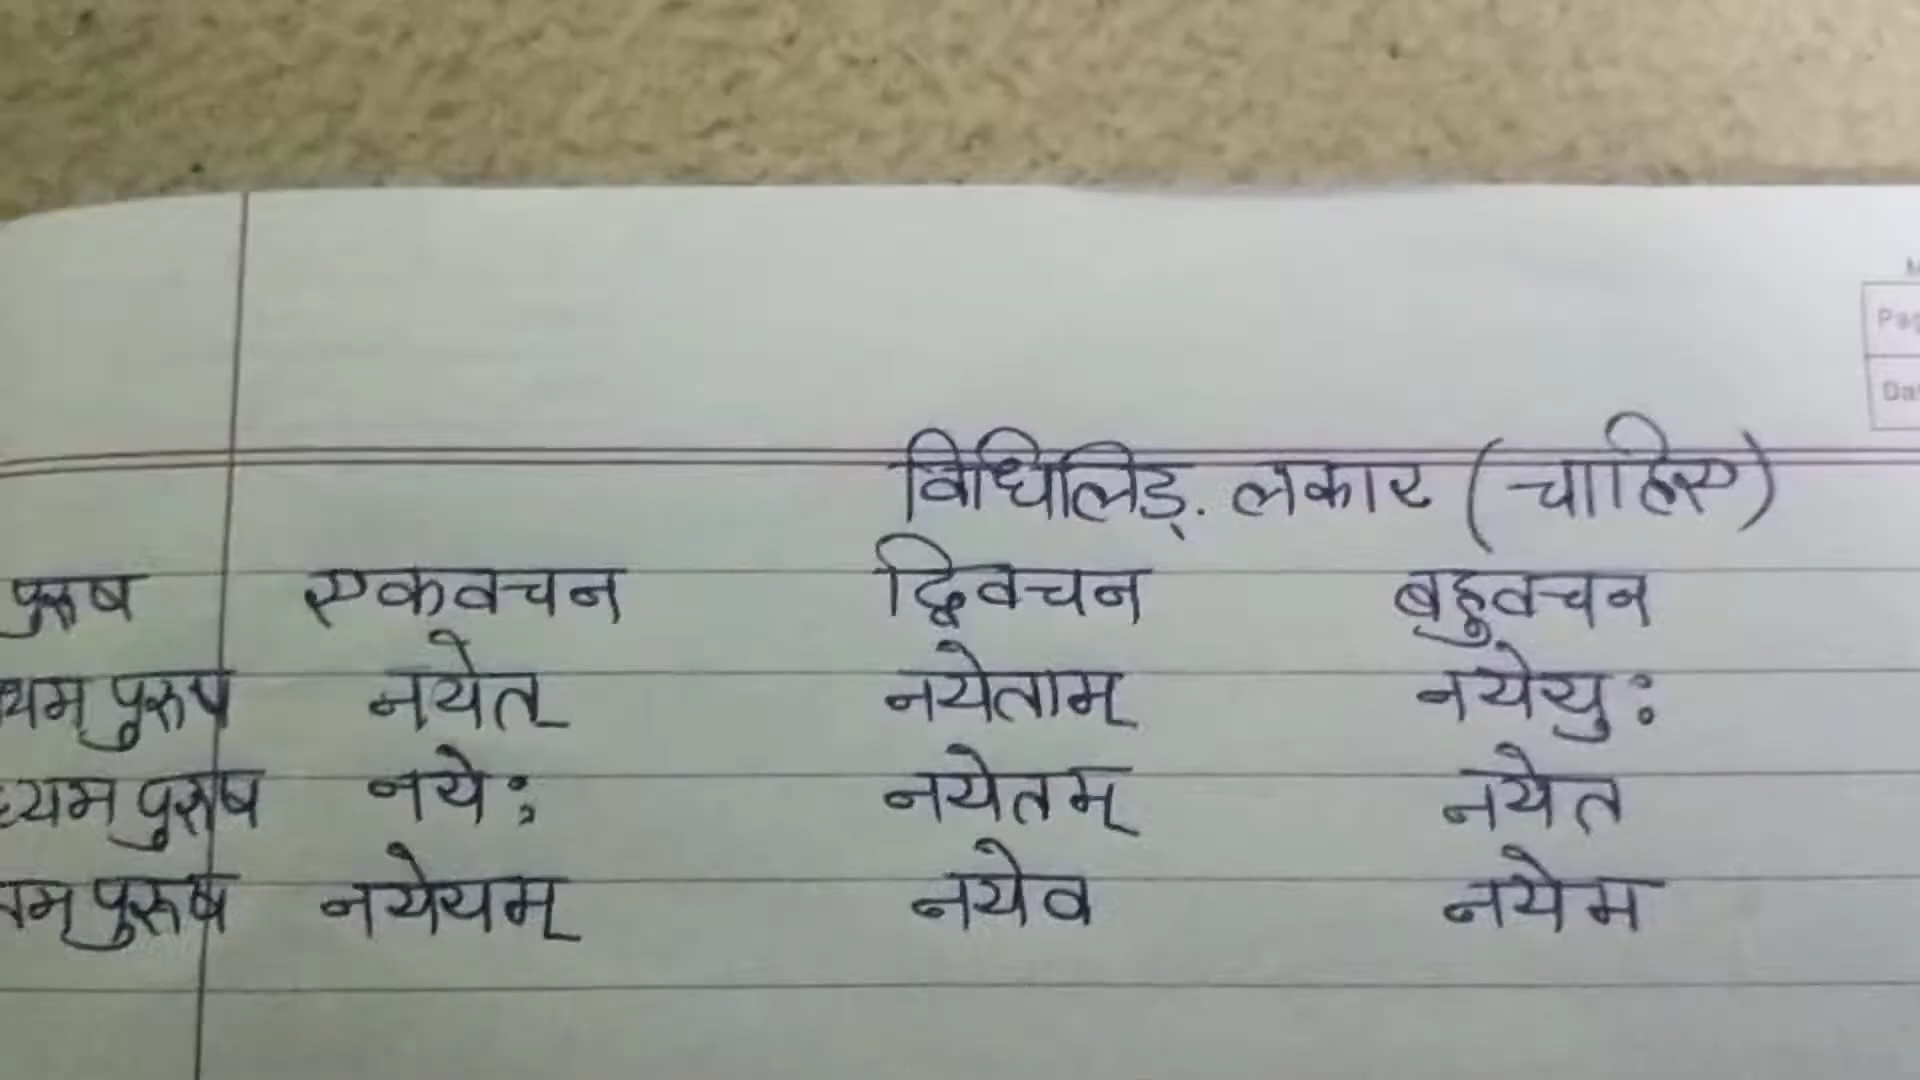 विधिलिङ् लकार (चाहिए)
पुरूष एकवचन द्विवचन बहुवचन
थम पुरूष नयेत् नयेताम् नयेयु:
ध्यम पुरूष नये: नयेतम् नयेत
तम पुरूष नयेयम् नयेव नयेम